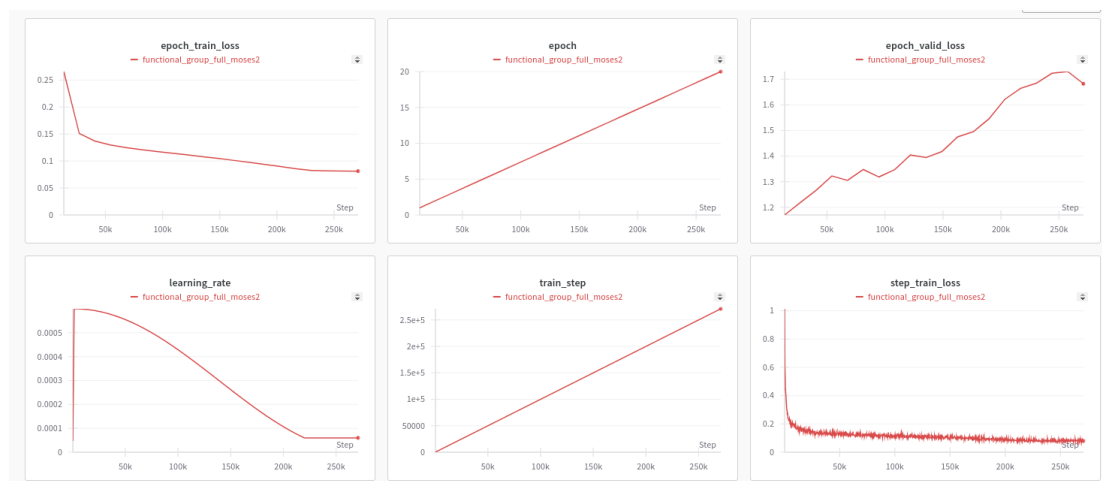 epoch_train_loss
functional_group_full_moses2
0.25
0.2
0.15
0.1
0.05
0
Step
50k 100k 150k 200k 250k
epoch
functional_group_full_moses2
20
15
10
5
0
Step
50k 100k 150k 200k 250k
epoch_valid_loss
functional_group_full_moses2
1.7
1.6
1.5
1.4
1.3
1.2
Step
50k 100k 150k 200k 250k
learning_rate
functional_group_full_moses2
0.0005
0.0004
0.0003
0.0002
0.0001
0
Step
50k 100k 150k 200k 250k
train_step
functional_group_full_moses2
2.5e+5
2e+5
1.5e+5
1e+5
50000
0
Step
50k 100k 150k 200k 250k
step_train_loss
functional_group_full_moses2
1
0.8
0.6
0.4
0.2
0
Step
50k 100k 150k 200k 250k